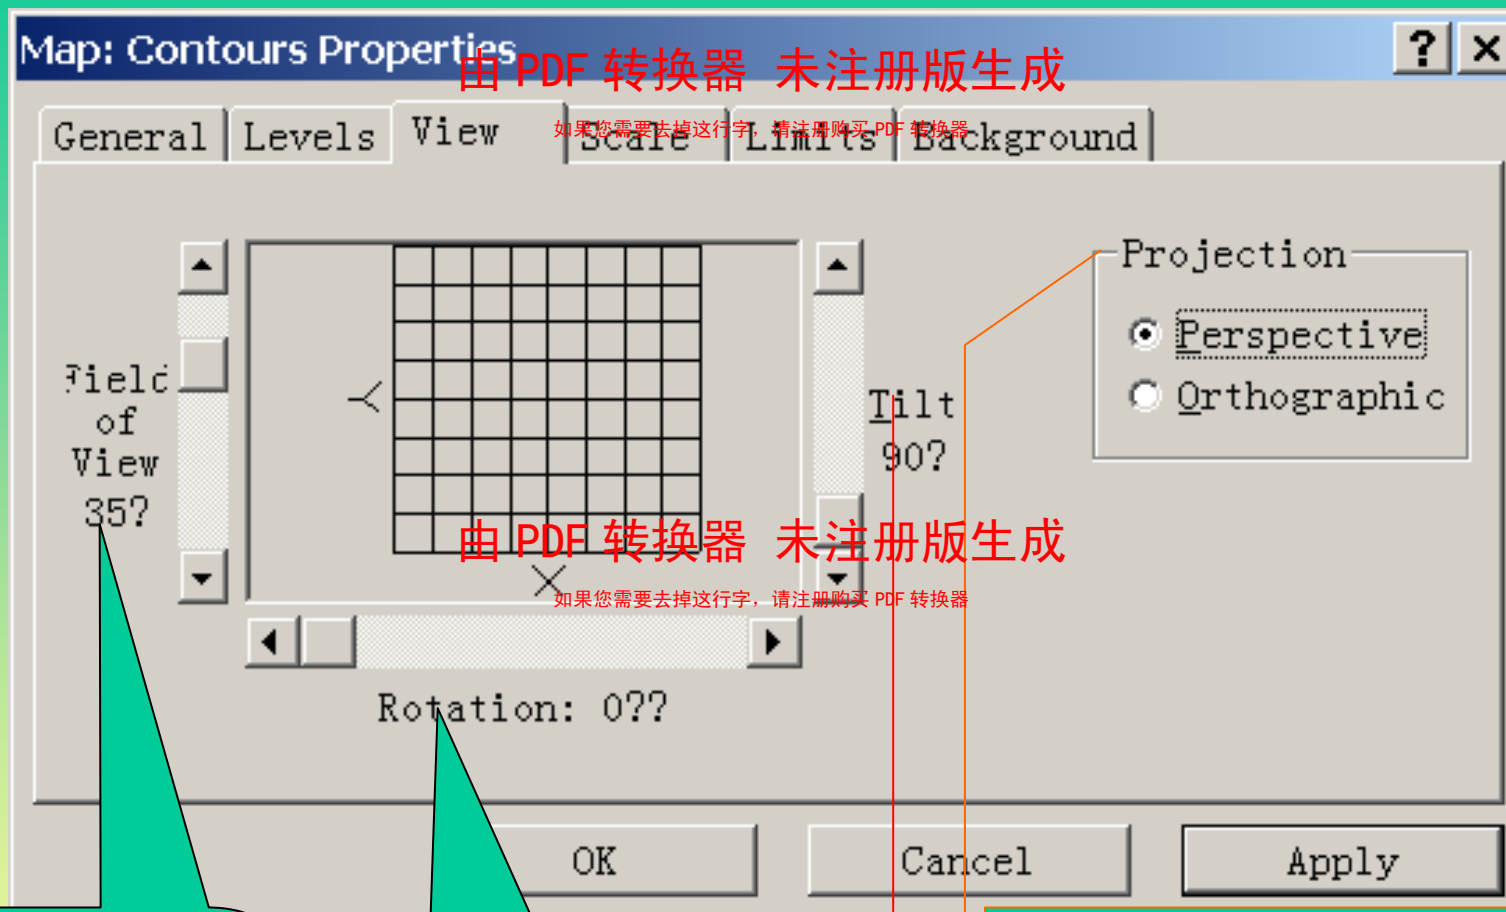 Map: Contours Properties
由 PDF 转换器 未注册版生成
如果您需要去掉这行字，请注册购买 PDF 转换器
General Levels View Scale Limits Background
Projection
Perspective
Orthographic
Field
of
View
35?
Y
Tilt
90?
由 PDF 转换器 未注册版生成
X
如果您需要去掉这行字，请注册购买 PDF 转换器
Rotation: 0??
OK Cancel Apply